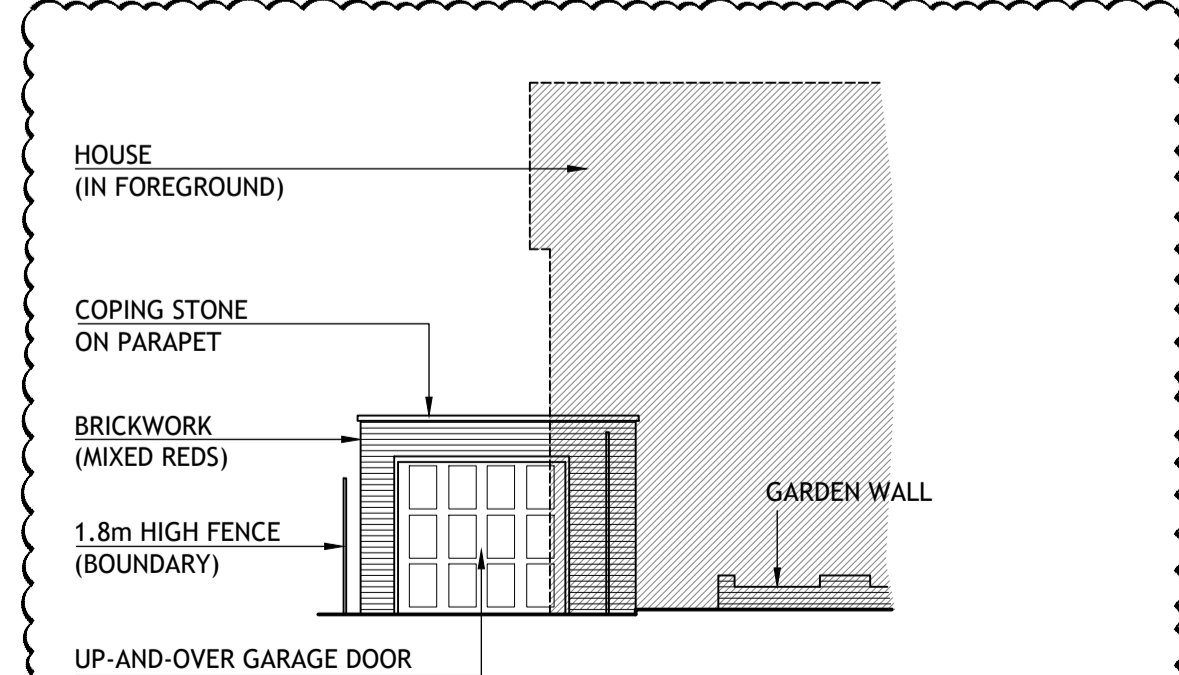 HOUSE
(IN FOREGROUND)
COPING STONE
ON PARAPET
BRICKWORK
(MIXED REDS)
GARDEN WALL
1.8m HIGH FENCE
(BOUNDARY)
UP-AND-OVER GARAGE DOOR